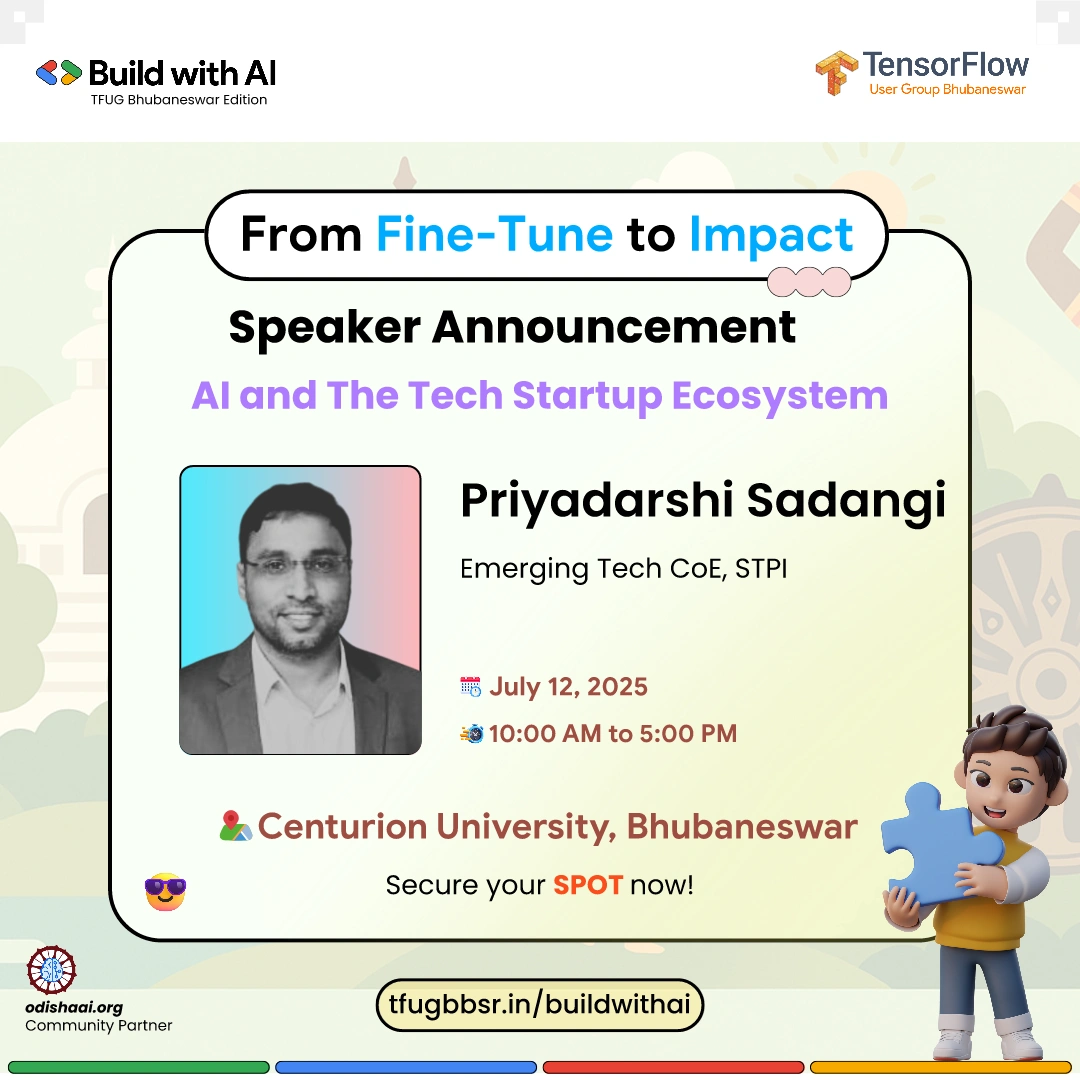 Build with AI
TFUG Bhubaneswar Edition
TensorFlow
User Group Bhubaneswar
From Fine-Tune to Impact
Speaker Announcement
AI and The Tech Startup Ecosystem
Priyadarshi Sadangi
Emerging Tech CoE, STPI
July 12, 2025
10:00 AM to 5:00 PM
Centurion University, Bhubaneswar
Secure your SPOT now!
odishaai.org
Community Partner
tfugbbsr.in/buildwithai